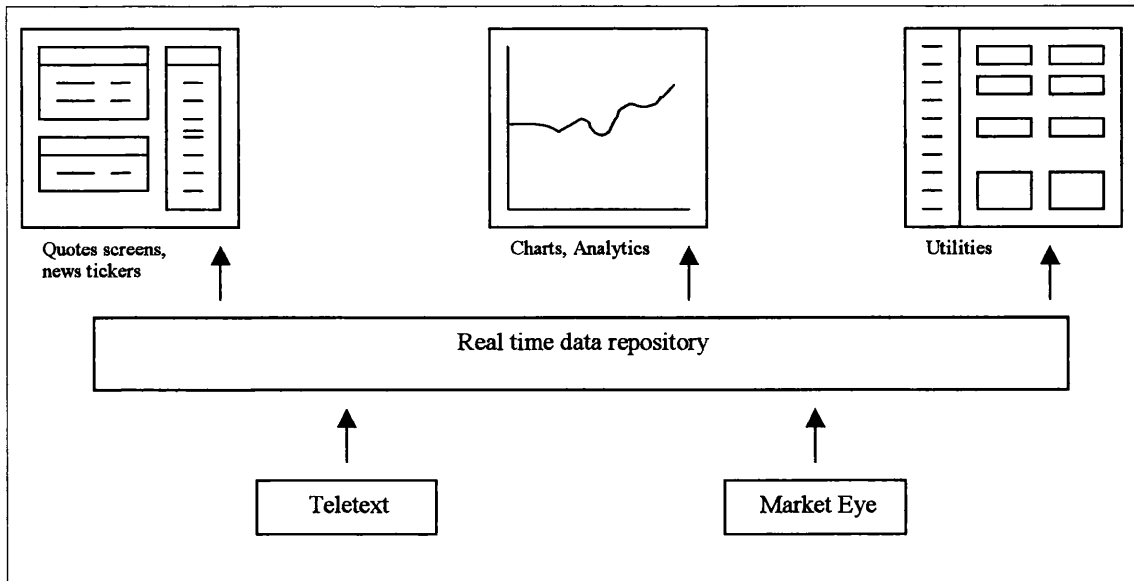 Quotes screens,
news tickers
Charts, Analytics
Utilities
Real time data repository
Teletext
Market Eye